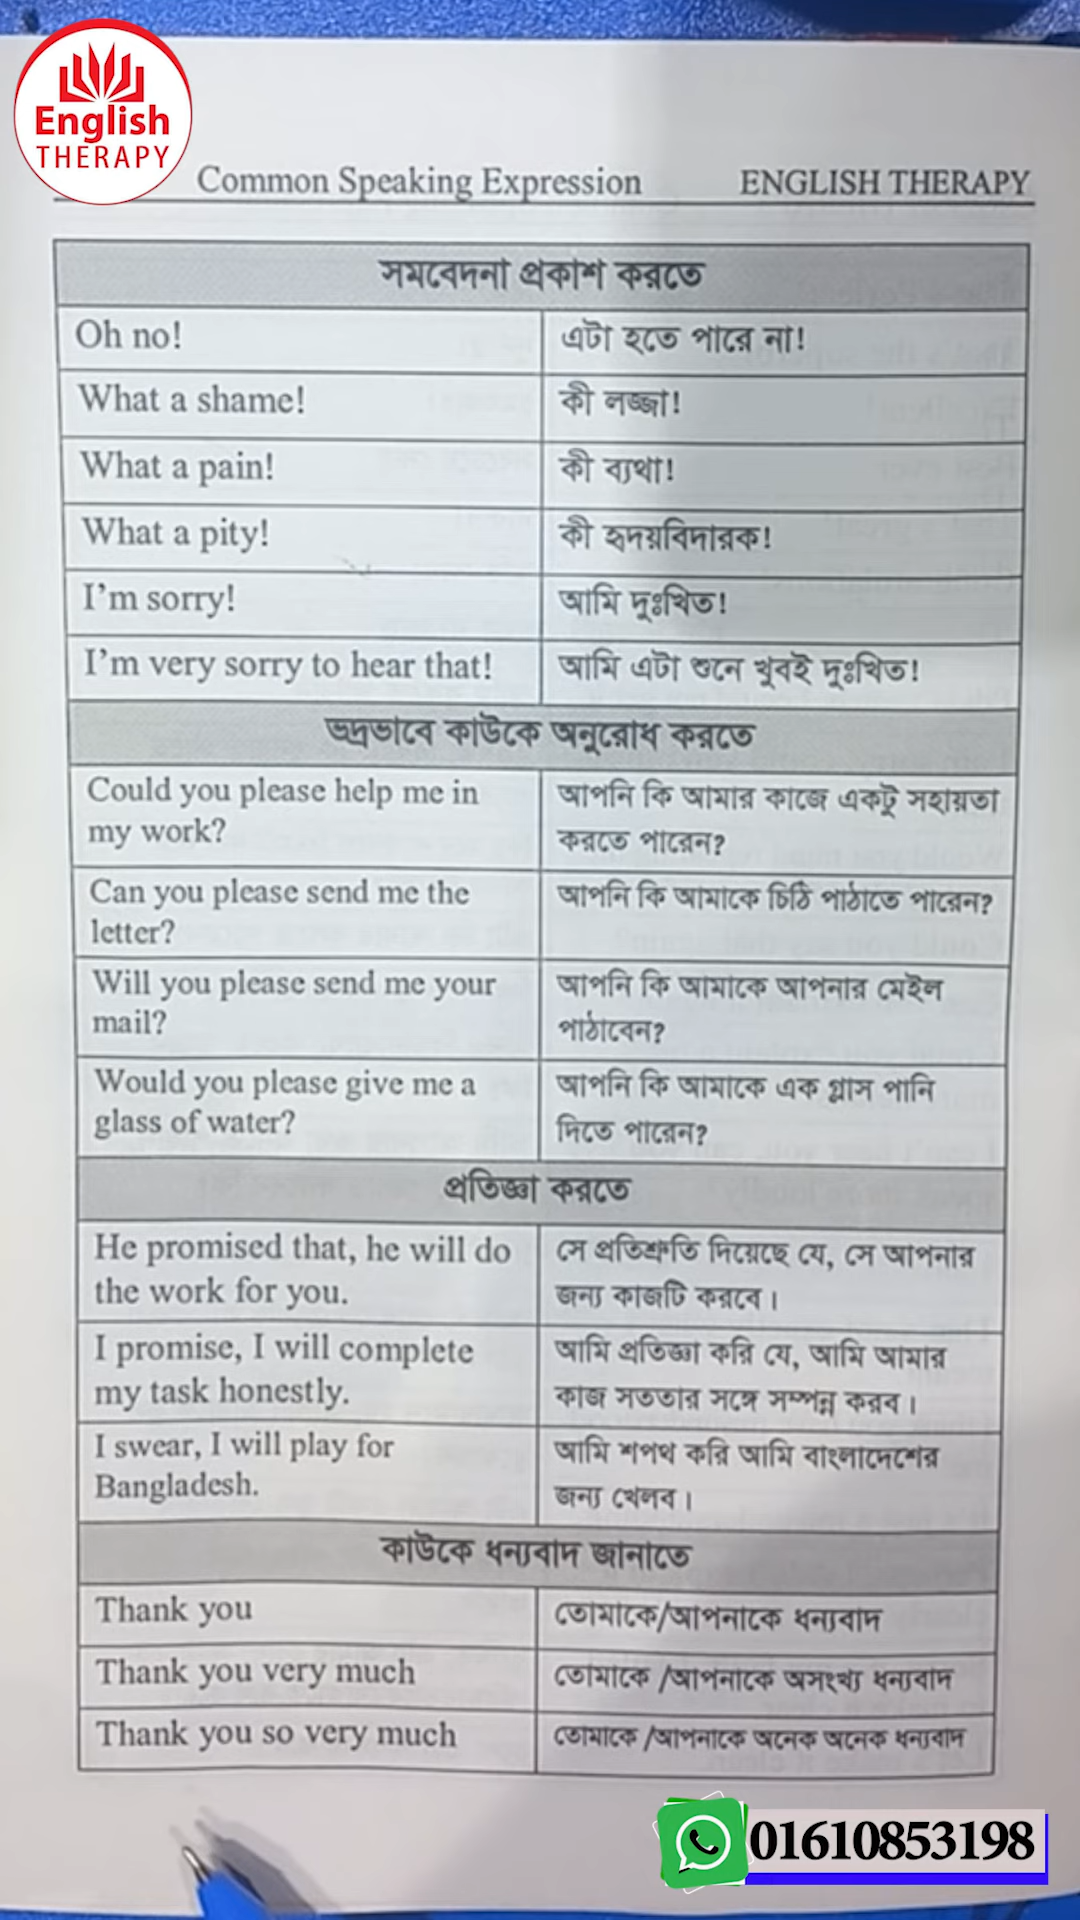 English
THERAPY
Common Speaking Expression ENGLISH THERAPY
সমবেদনা প্রকাশ করতে
Oh no! এটা হতে পারে না!
What a shame! কী লজ্জা!
What a pain! কী ব্যথা!
What a pity! কী হৃদয়বিদারক!
I'm sorry! আমি দুঃখিত!
I'm very sorry to hear that! আমি এটা শুনে খুবই দুঃখিত!
ভদ্রভাবে কাউকে অনুরোধ করতে
Could you please help me in আপনি কি আমার কাজে একটু সহায়তা
my work? করতে পারেন?
Can you please send me the আপনি কি আমাকে চিঠি পাঠাতে পারেন?
letter?
Will you please send me your আপনি কি আমাকে আপনার মেইল
mail? পাঠাবেন?
Would you please give me a আপনি কি আমাকে এক গ্লাস পানি
glass of water? দিতে পারেন?
প্রতিজ্ঞা করতে
He promised that, he will do সে প্রতিশ্রুতি দিয়েছে যে, সে আপনার
the work for you. জন্য কাজটি করবে।
I promise, I will complete আমি প্রতিজ্ঞা করি যে, আমি আমার
my task honestly. কাজ সততার সঙ্গে সম্পন্ন করব।
I swear, I will play for আমি শপথ করি আমি বাংলাদেশের
Bangladesh. জন্য খেলব।
কাউকে ধন্যবাদ জানাতে
Thank you তোমাকে/আপনাকে ধন্যবাদ
Thank you very much তোমাকে /আপনাকে অসংখ্য ধন্যবাদ
Thank you so very much তোমাকে /আপনাকে অনেক অনেক ধন্যবাদ
01610853198